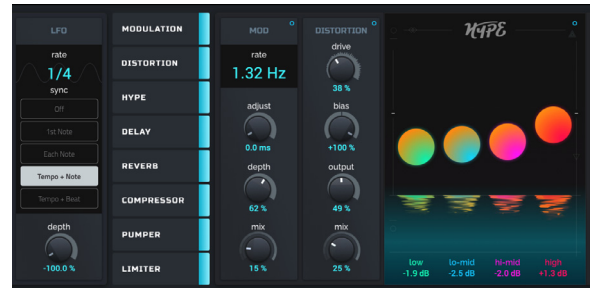 LFO
rate
1/4
sync
Off
1st Note
Each Note
Tempo + Note
Tempo + Beat
depth
-100.0 %
MODULATION
DISTORTION
HYPE
DELAY
REVERB
COMPRESSOR
PUMPER
LIMITER
MOD
rate
1.32 Hz
adjust
0.0 ms
depth
62 %
mix
15 %
DISTORTION
drive
38 %
bias
+100 %
output
49 %
mix
25 %
HYPE
low
-1.9 dB
lo-mid
-2.5 dB
hi-mid
-2.0 dB
high
+1.3 dB